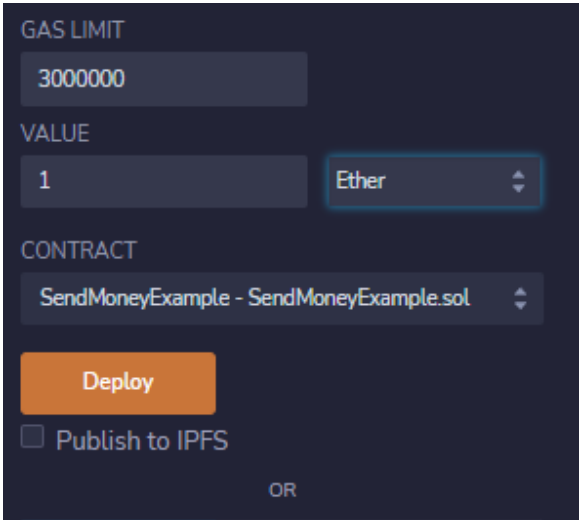 GAS LIMIT
3000000
VALUE
1 Ether
CONTRACT
SendMoneyExample - SendMoneyExample.sol
Deploy
Publish to IPFS
OR